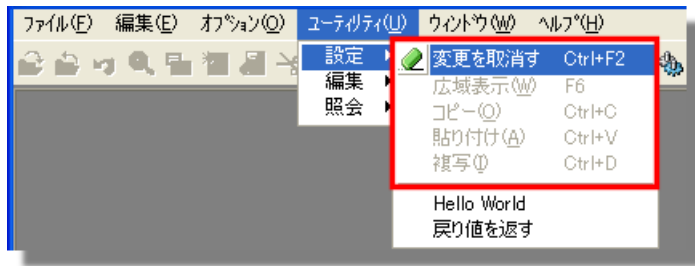 ファイル(F) 編集(E) オプション(O) ユーティリティ(U) ウィンドウ(W) ヘルプ(H)
設定
編集
照会
変更を取消す Ctrl+F2
広域表示(W) F6
コピー(O) Ctrl+C
貼り付け(A) Ctrl+V
複写(I) Ctrl+D
Hello World
戻り値を返す